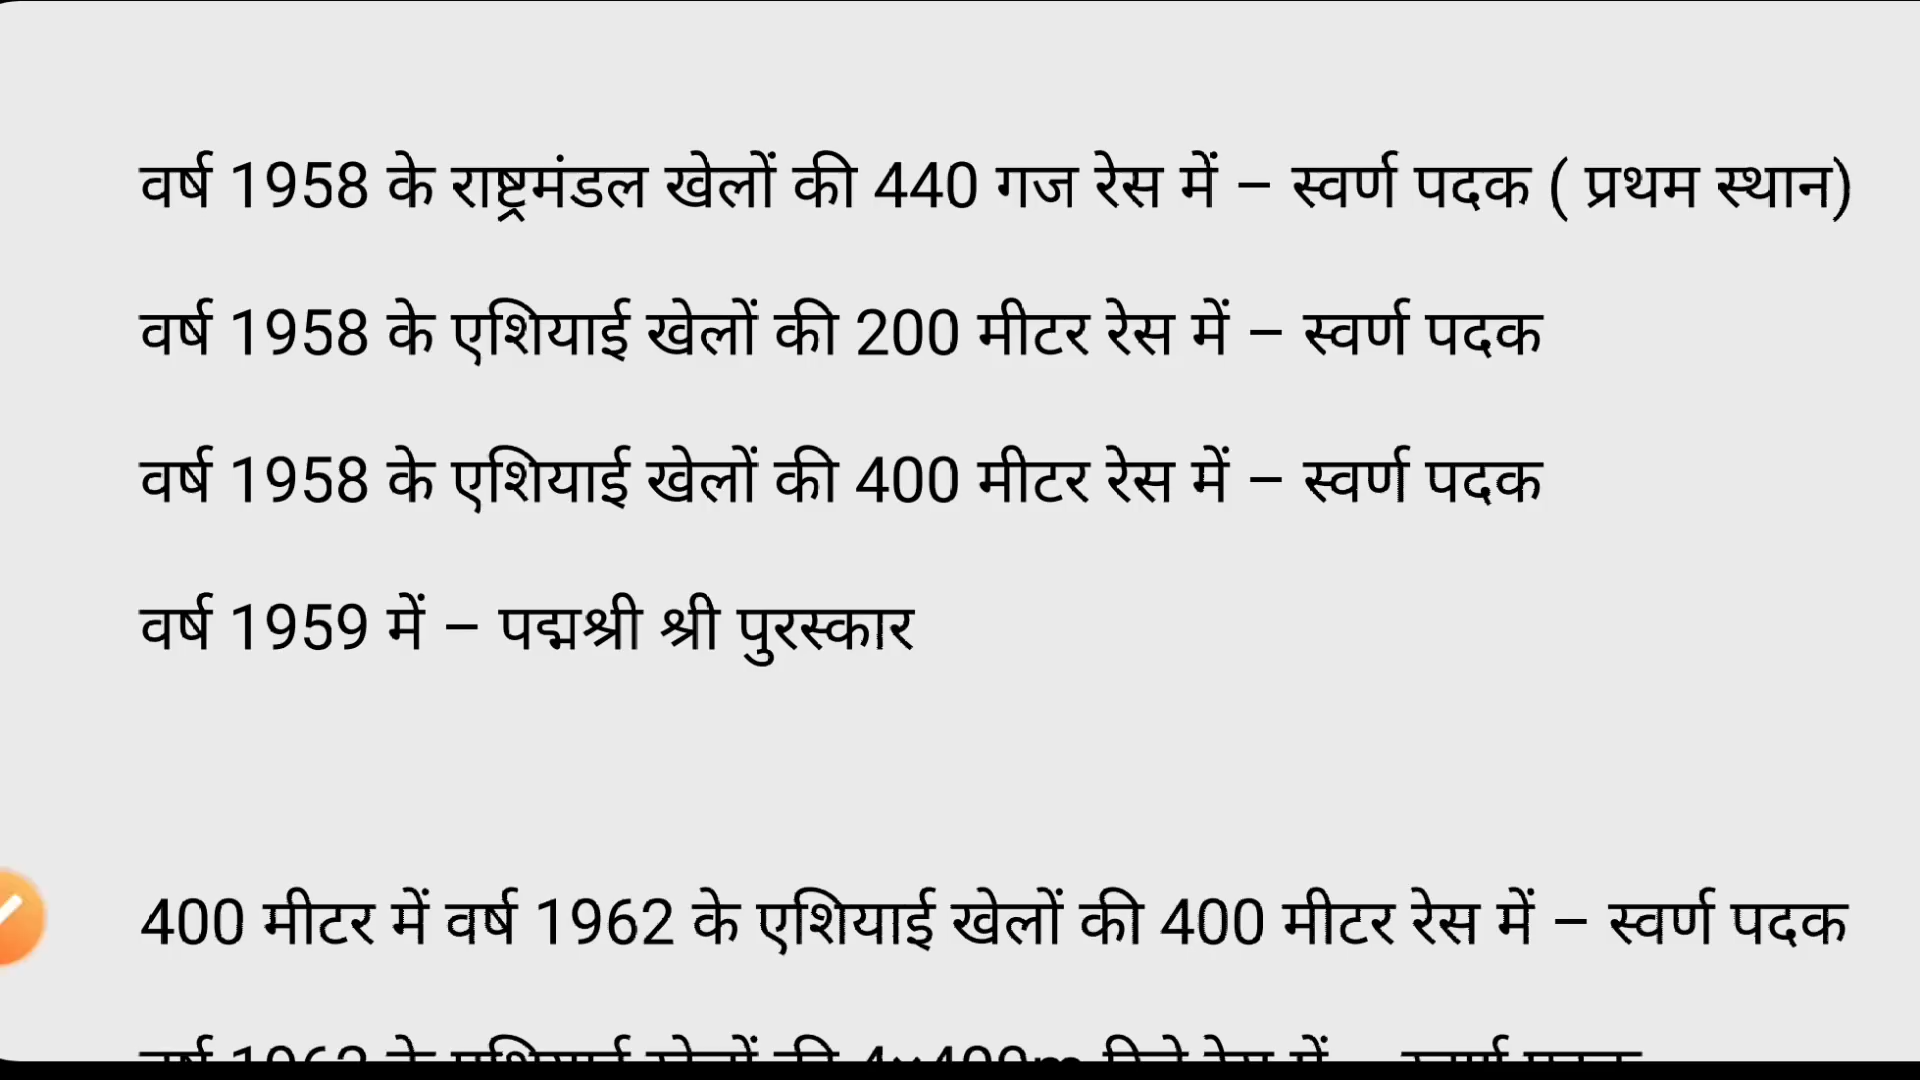 वर्ष 1958 के राष्ट्रमंडल खेलों की 440 गज रेस में – स्वर्ण पदक ( प्रथम स्थान)
वर्ष 1958 के एशियाई खेलों की 200 मीटर रेस में – स्वर्ण पदक
वर्ष 1958 के एशियाई खेलों की 400 मीटर रेस में – स्वर्ण पदक
वर्ष 1959 में – पद्मश्री श्री पुरस्कार
400 मीटर में वर्ष 1962 के एशियाई खेलों की 400 मीटर रेस में – स्वर्ण पदक